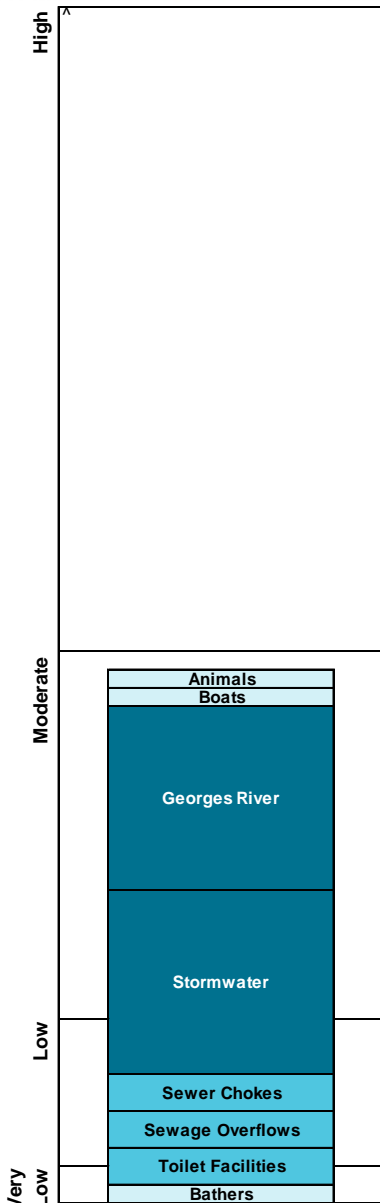 High
^
Moderate
Animals
Boats
Georges River
Stormwater
Low
Sewer Chokes
Sewage Overflows
Toilet Facilities
Very
Low
Bathers